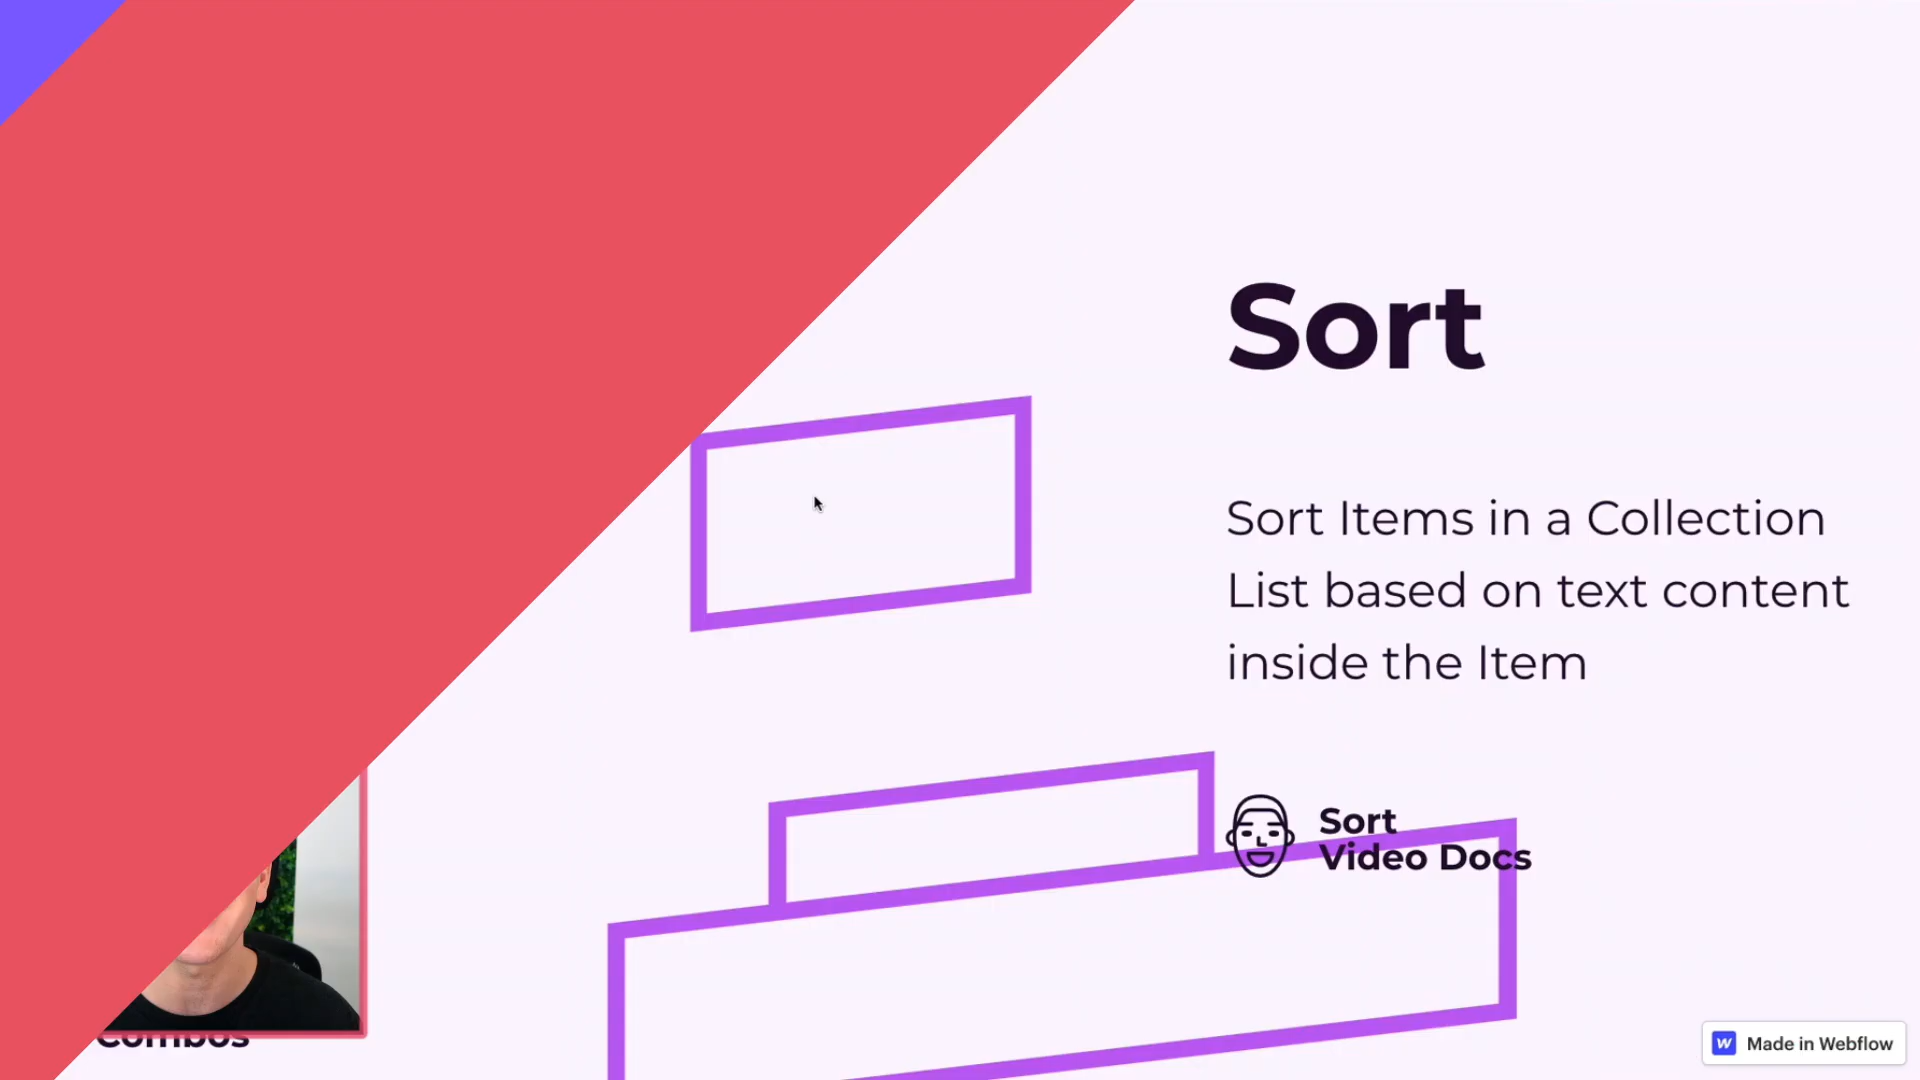 Sort
Sort Items in a Collection
List based on text content
inside the Item
Sort
Video Docs
Combos
Made in Webflow